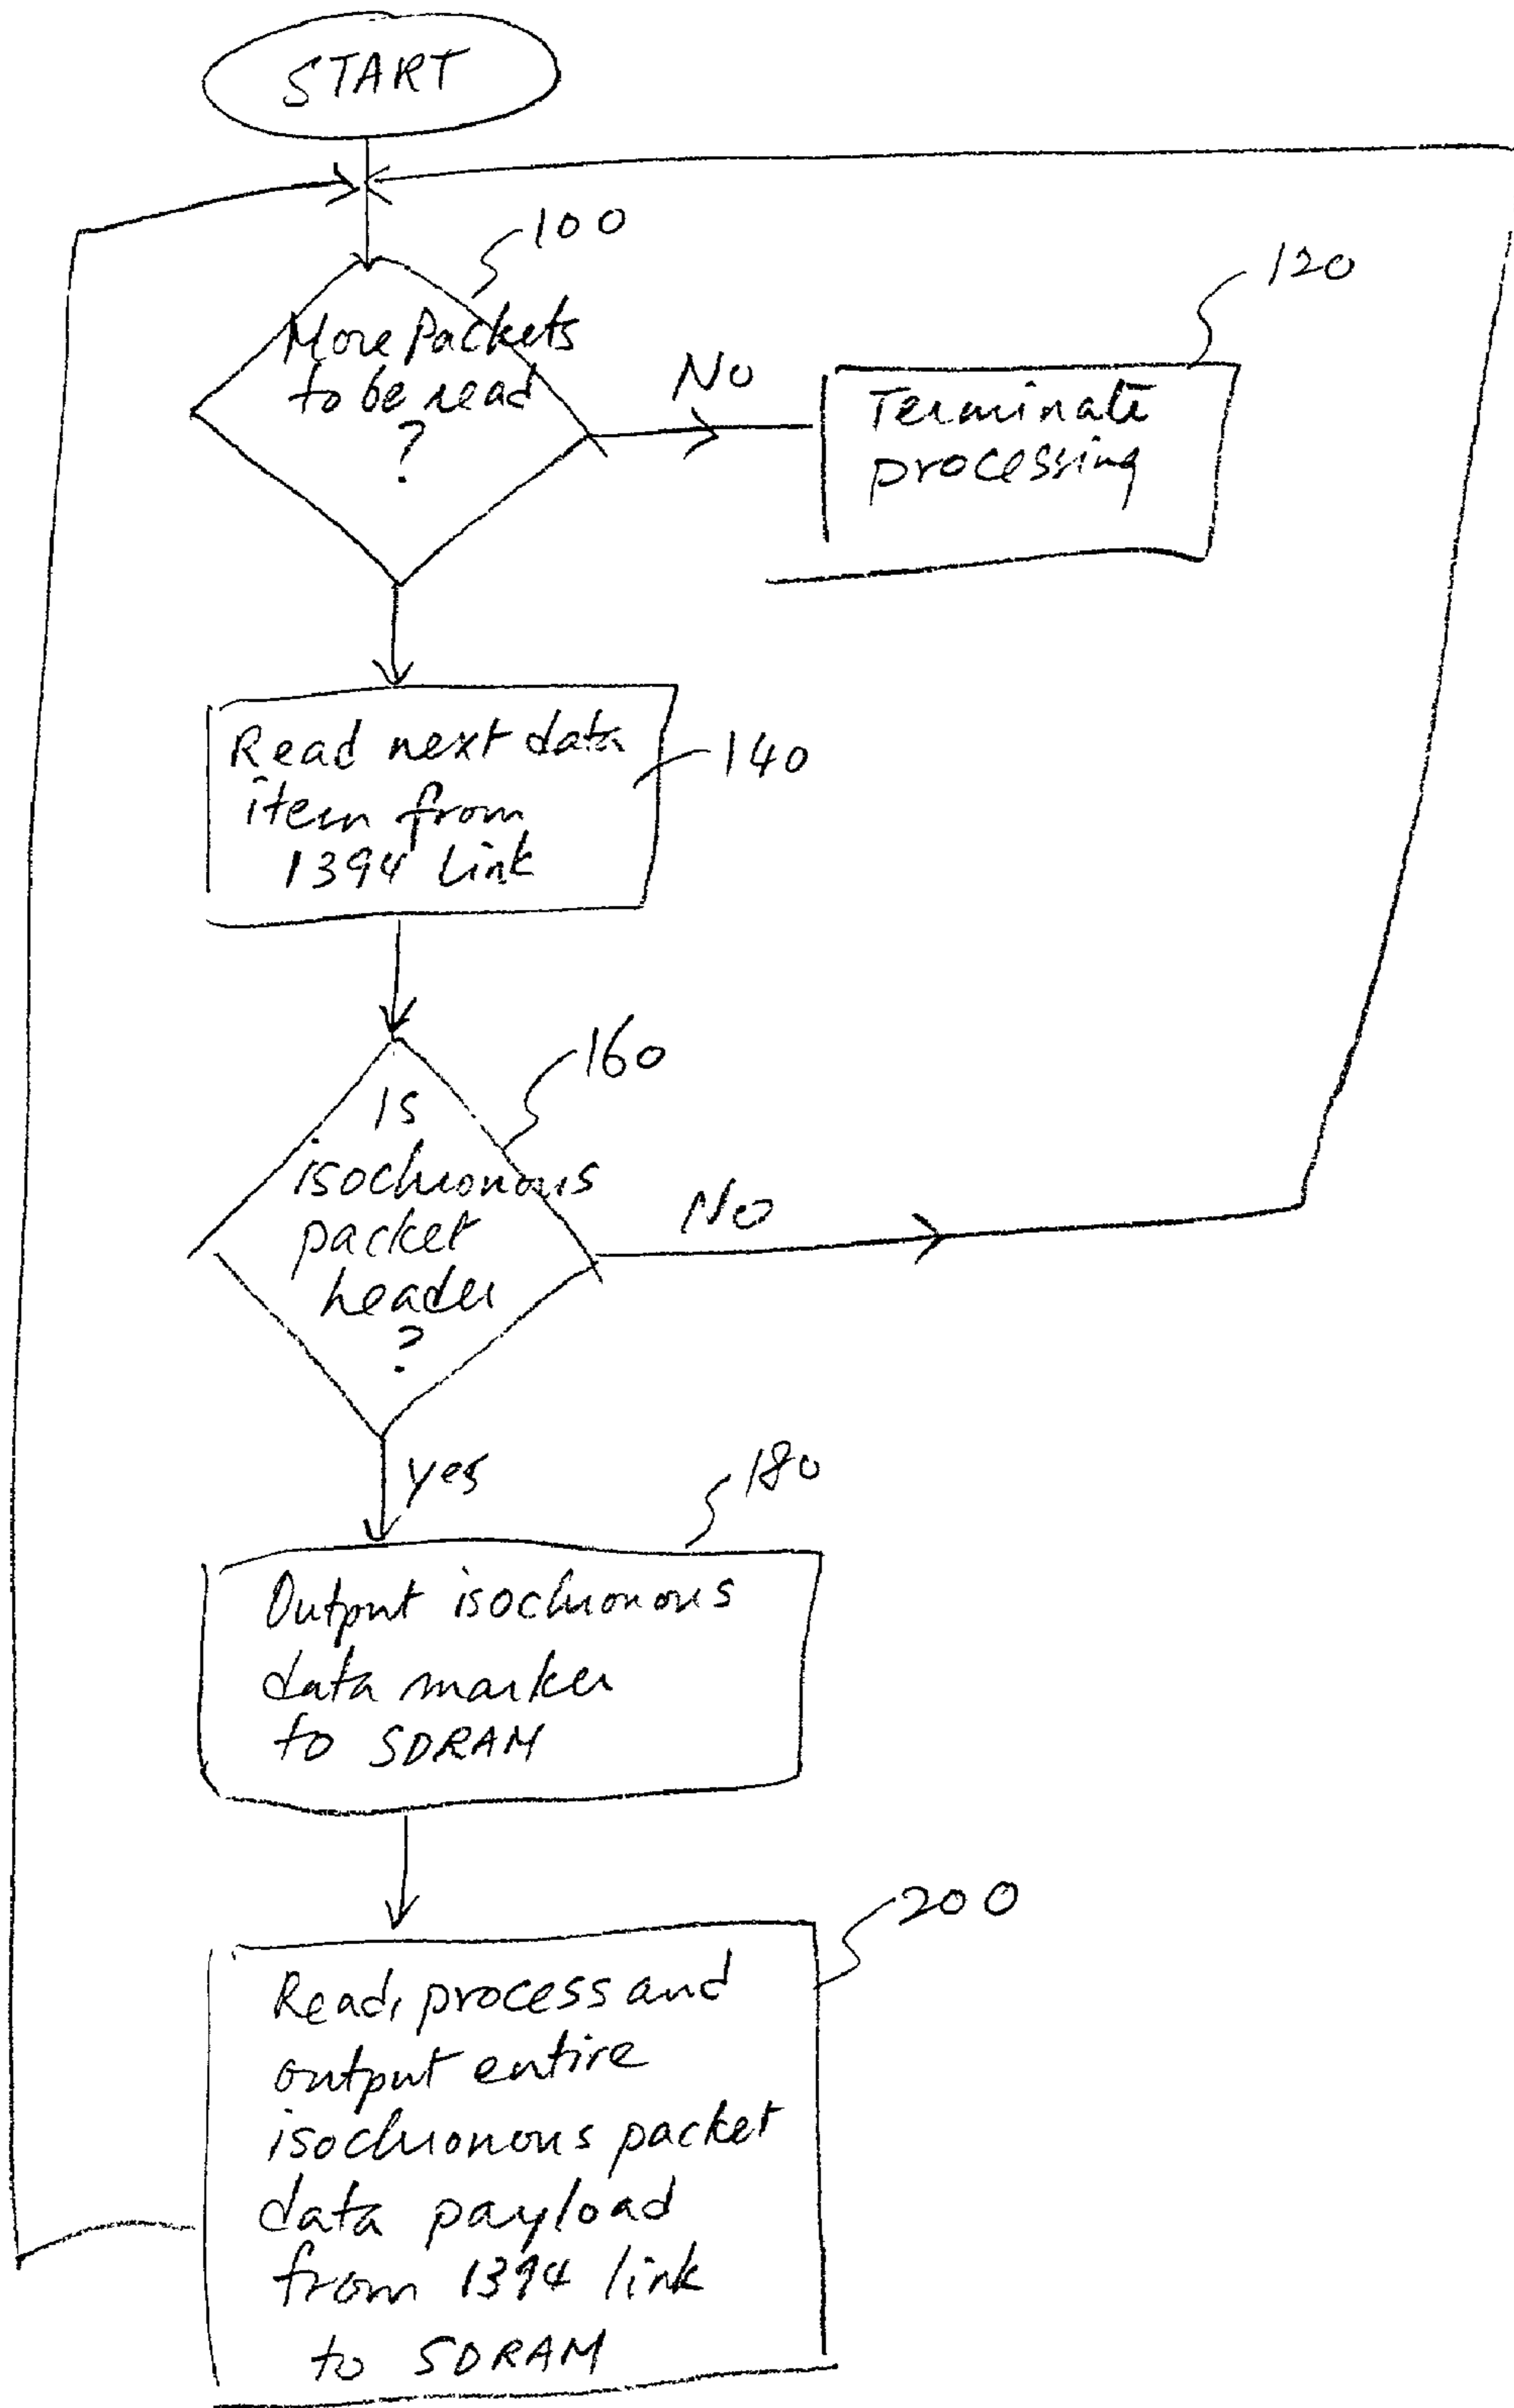 START
100
More Packets
to be read
?
No
120
Terminate
processing
Read next data
item from
1394 Link
140
160
Is
isochronous
packet
header
?
No
yes
180
Output isochronous
data marker
to SDRAM
200
Read, process and
output entire
isochronous packet
data payload
from 1394 link
to SDRAM